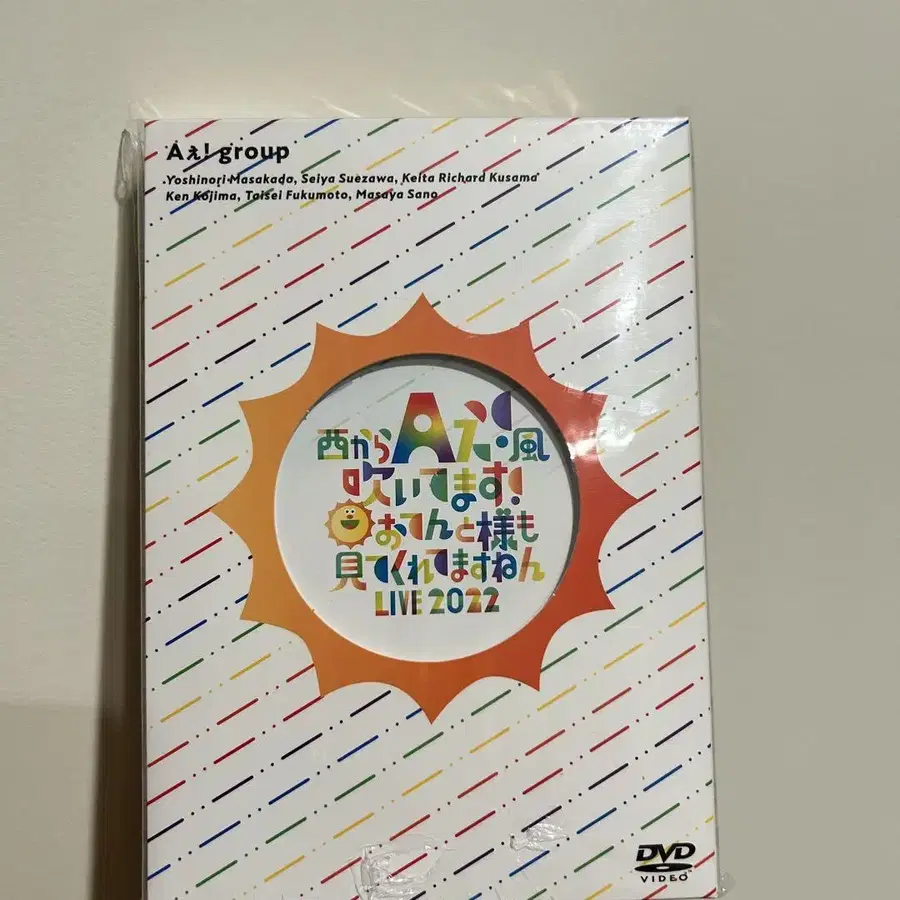 Aぇ! group
Yoshinori Masakado, Seiya Suezawa, Keita Richard Kusama
Ken Kojima, Taisei Fukumoto, Masaya Sano
西からAぇ風
吹いてます!
おてんと様も
見てくれてますねん
LIVE 2022
DVD
VIDEO